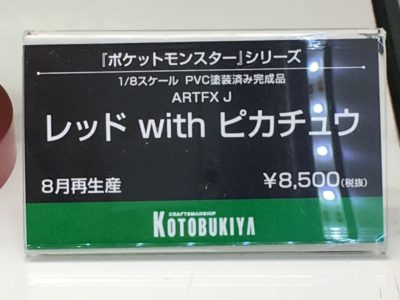 『ポケットモンスター』シリーズ
1/8スケール PVC塗装済み完成品
ARTFX J
レッド with ピカチュウ
8月再生産 ¥8,500(税抜)
CRAFTSMANSHIP
KOTOBUKIYA